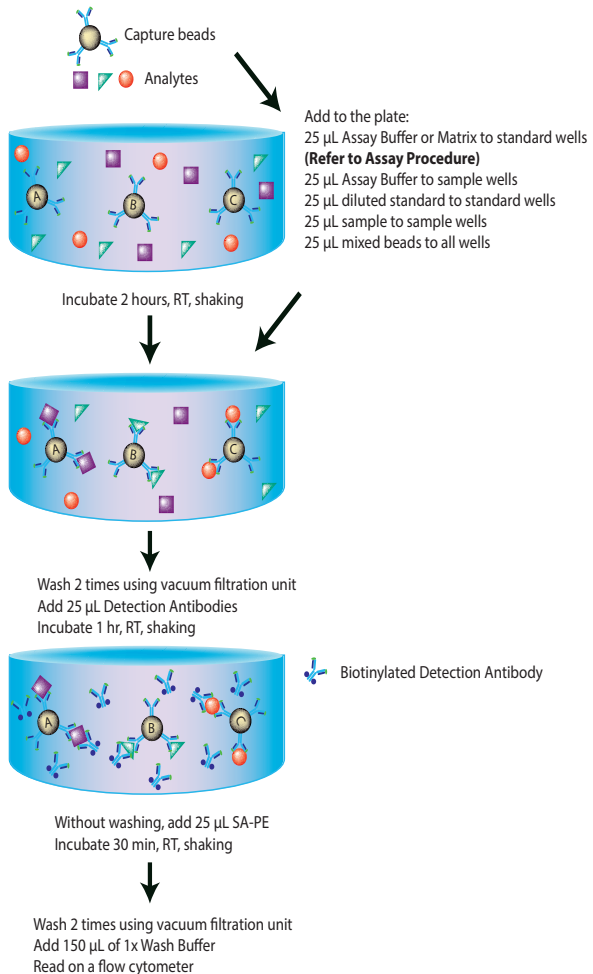 Capture beads
Analytes
Add to the plate:
25 µL Assay Buffer or Matrix to standard wells
(Refer to Assay Procedure)
25 µL Assay Buffer to sample wells
25 µL diluted standard to standard wells
25 µL sample to sample wells
25 µL mixed beads to all wells
A
B
C
Incubate 2 hours, RT, shaking
A
B
C
Wash 2 times using vacuum filtration unit
Add 25 µL Detection Antibodies
Incubate 1 hr, RT, shaking
Biotinylated Detection Antibody
A
B
C
Without washing, add 25 µL SA-PE
Incubate 30 min, RT, shaking
Wash 2 times using vacuum filtration unit
Add 150 µL of 1x Wash Buffer
Read on a flow cytometer